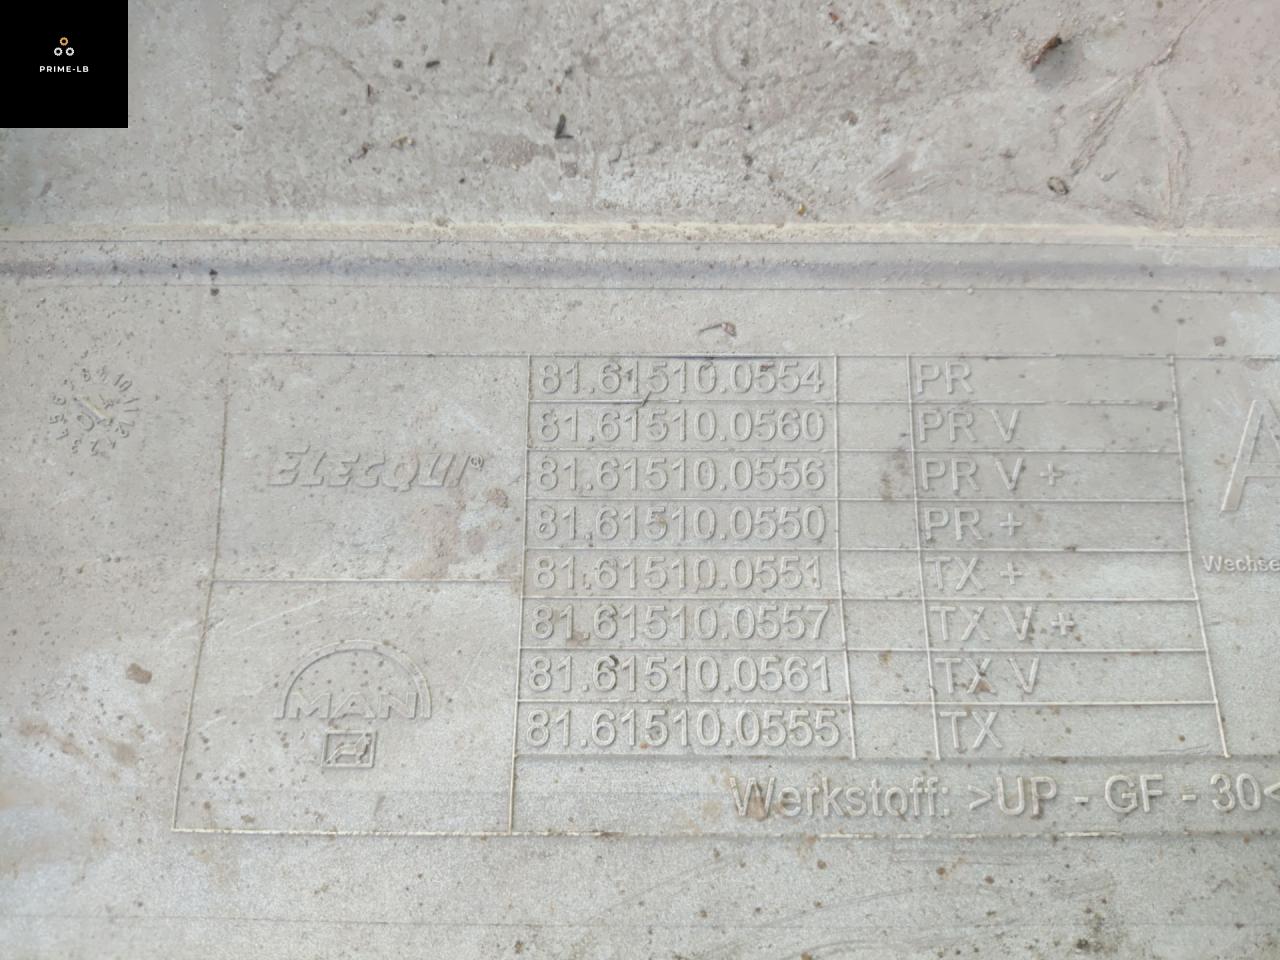 PRIME-LB
81.61510.0554 PR
81.61510.0560 PR V
ELESQUI®
81.61510.0556 PR V +
81.61510.0550 PR +
81.61510.0551 TX +
81.61510.0557 TX V +
81.61510.0561 TX V
MAN
81.61510.0555 TX
Werkstoff: >UP - GF - 30<